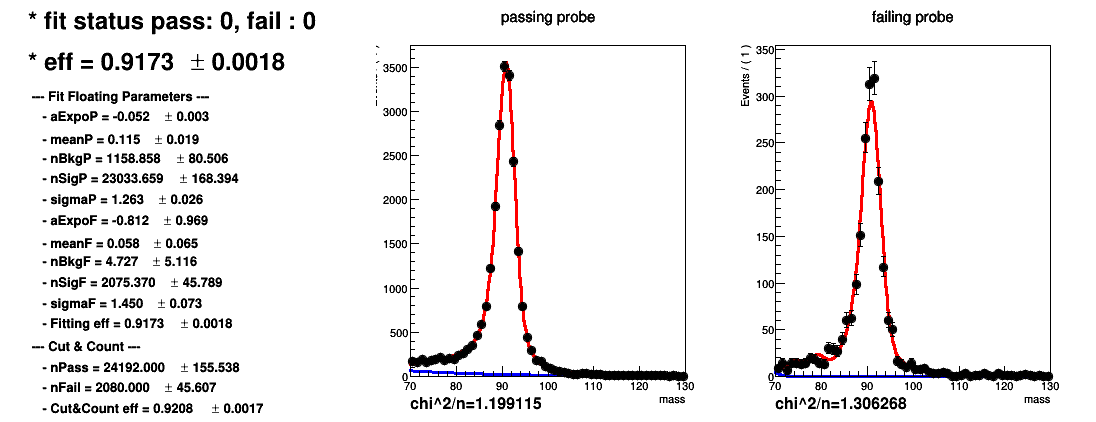 * fit status pass: 0, fail : 0
* eff = 0.9173 ± 0.0018
--- Fit Floating Parameters ---
- aExpoP = -0.052 ± 0.003
- meanP = 0.115 ± 0.019
- nBkgP = 1158.858 ± 80.506
- nSigP = 23033.659 ± 168.394
- sigmaP = 1.263 ± 0.026
- aExpoF = -0.812 ± 0.969
- meanF = 0.058 ± 0.065
- nBkgF = 4.727 ± 5.116
- nSigF = 2075.370 ± 45.789
- sigmaF = 1.450 ± 0.073
- Fitting eff = 0.9173 ± 0.0018
--- Cut & Count ---
- nPass = 24192.000 ± 155.538
- nFail = 2080.000 ± 45.607
- Cut&Count eff = 0.9208 ± 0.0017
passing probe
3500
3000
2500
2000
1500
1000
500
0
70 80 90 100 110 120 130
mass
chi^2/n=1.199115
failing probe
Events / ( 1 )
350
300
250
200
150
100
50
0
70 80 90 100 110 120 130
mass
chi^2/n=1.306268